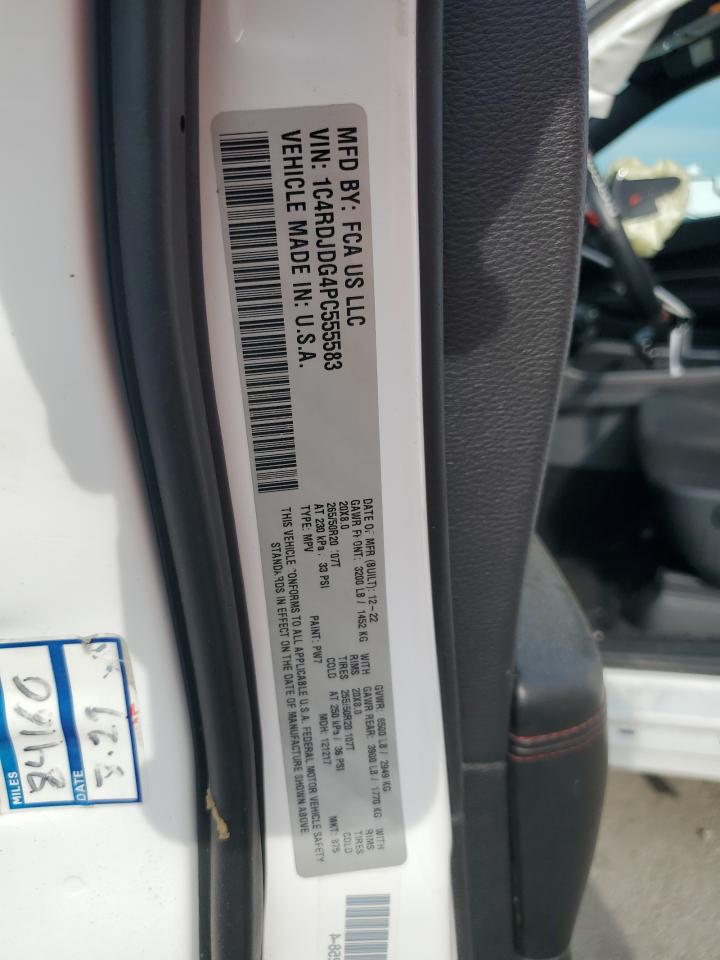 MFD BY: FCA US LLC
VIN: 1C4RDJDG4PC555583
VEHICLE MADE IN: U.S.A.
DATE OF MFR (BUILT): 12-22 GVWR: 6500 LB / 2949 KG
GAWR FRONT: 3200 LB / 1452 KG WITH GAWR REAR: 3900 LB / 1770 KG WITH
20X8.0 RIMS 20X8.0 RIMS
265/50R20 107T TIRES 265/50R20 107T TIRES
AT 230 kPa / 33 PSI COLD AT 250 kPa / 36 PSI COLD
TYPE: MPV PAINT: PW7 MDH: 121217 MKT:
THIS VEHICLE CONFORMS TO ALL APPLICABLE U.S.A. FEDERAL MOTOR VEHICLE SAFETY
STANDARDS IN EFFECT ON THE DATE OF MANUFACTURE SHOWN ABOVE.
DATE
MILES
84160